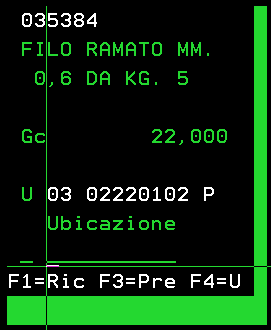 035384
FILO RAMATO MM.
0,6 DA KG. 5
Gc 22,000
U 03 02220102 P
Ubicazione
F1=Ric F3=Pre F4=U